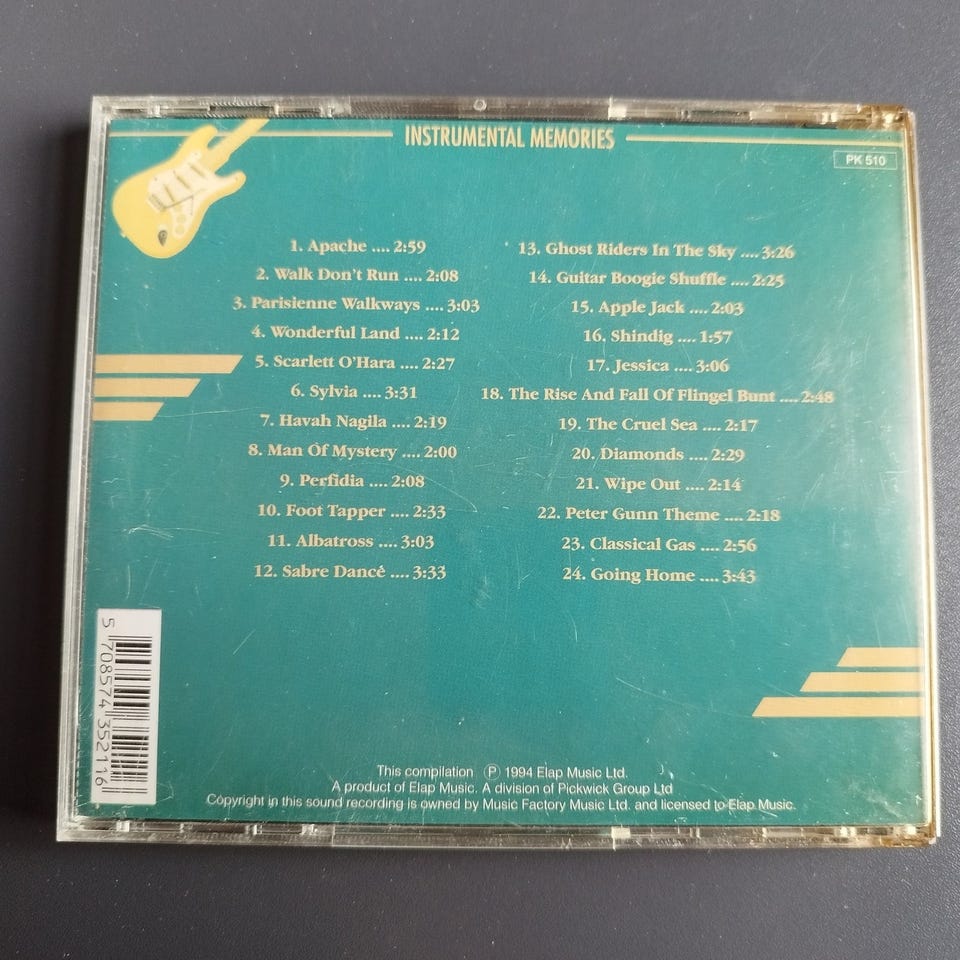 INSTRUMENTAL MEMORIES
PK 510
1. Apache .... 2:59
2. Walk Don't Run .... 2:08
3. Parisienne Walkways .... 3:03
4. Wonderful Land .... 2:12
5. Scarlett O'Hara .... 2:27
6. Sylvia .... 3:31
7. Havah Nagila .... 2:19
8. Man Of Mystery .... 2:00
9. Perfidia .... 2:08
10. Foot Tapper .... 2:33
11. Albatross .... 3:03
12. Sabre Dance .... 3:33
13. Ghost Riders In The Sky .... 3:26
14. Guitar Boogie Shuffle .... 2:25
15. Apple Jack .... 2:03
16. Shindig .... 1:57
17. Jessica .... 3:06
18. The Rise And Fall Of Flingel Bunt .... 2:48
19. The Cruel Sea .... 2:17
20. Diamonds .... 2:29
21. Wipe Out .... 2:14
22. Peter Gunn Theme .... 2:18
23. Classical Gas .... 2:56
24. Going Home .... 3:43
5 708574 352116
This compilation ℗ 1994 Elap Music Ltd.
A product of Elap Music. A division of Pickwick Group Ltd
Copyright in this sound recording is owned by Music Factory Music Ltd. and licensed to Elap Music.